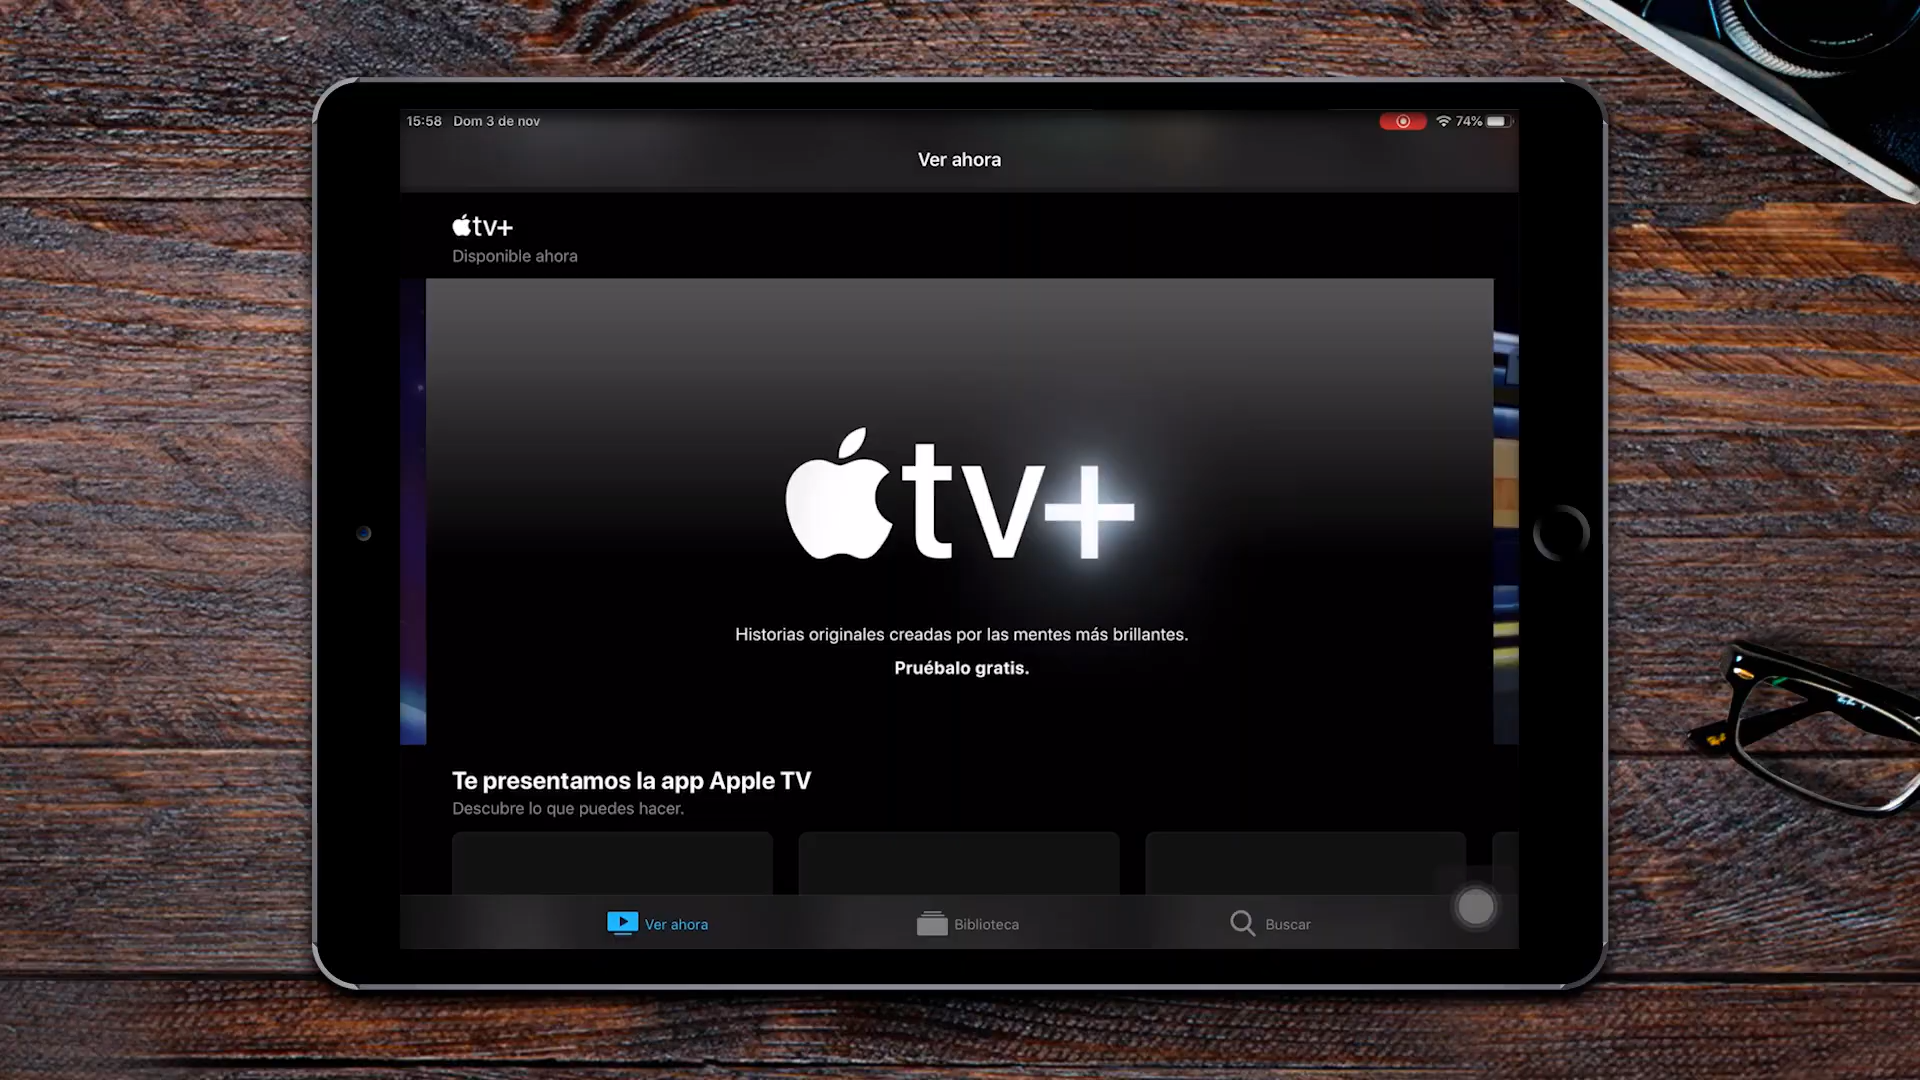 15:58 Dom 3 de nov
74%
Ver ahora
tv+
Disponible ahora
tv+
Historias originales creadas por las mentes más brillantes.
Pruébalo gratis.
Te presentamos la app Apple TV
Descubre lo que puedes hacer.
Ver ahora
Biblioteca
Buscar